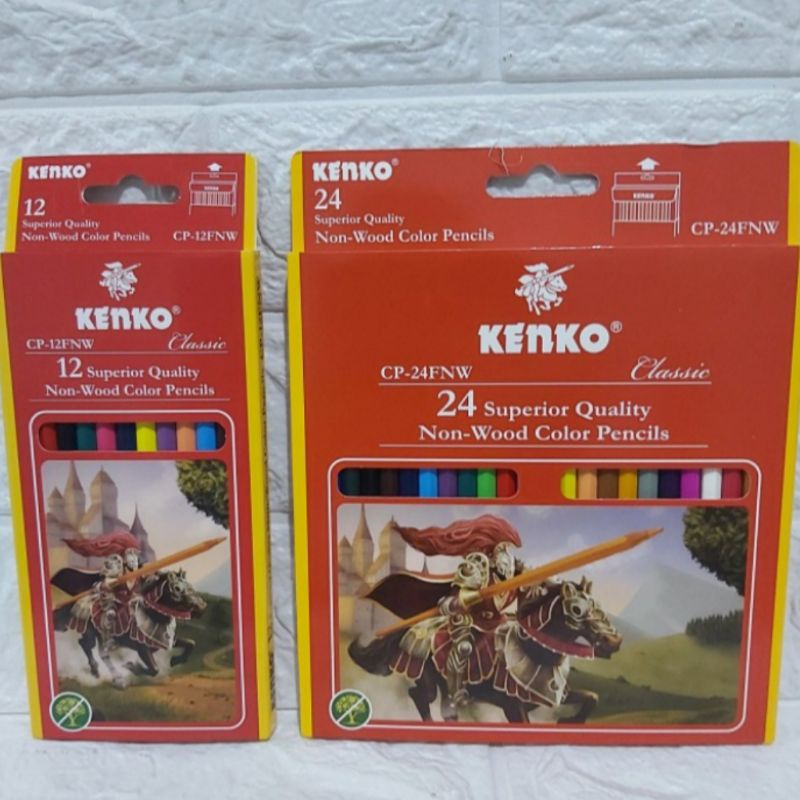 KENKO®
12
Superior Quality
Non-Wood Color Pencils CP-12FNW
KENKO®
CP-12FNW Classic
12 Superior Quality
Non-Wood Color Pencils
KENKO®
24
Superior Quality
Non-Wood Color Pencils
KENKO
CP-24FNW
KENKO®
CP-24FNW Classic
24 Superior Quality
Non-Wood Color Pencils